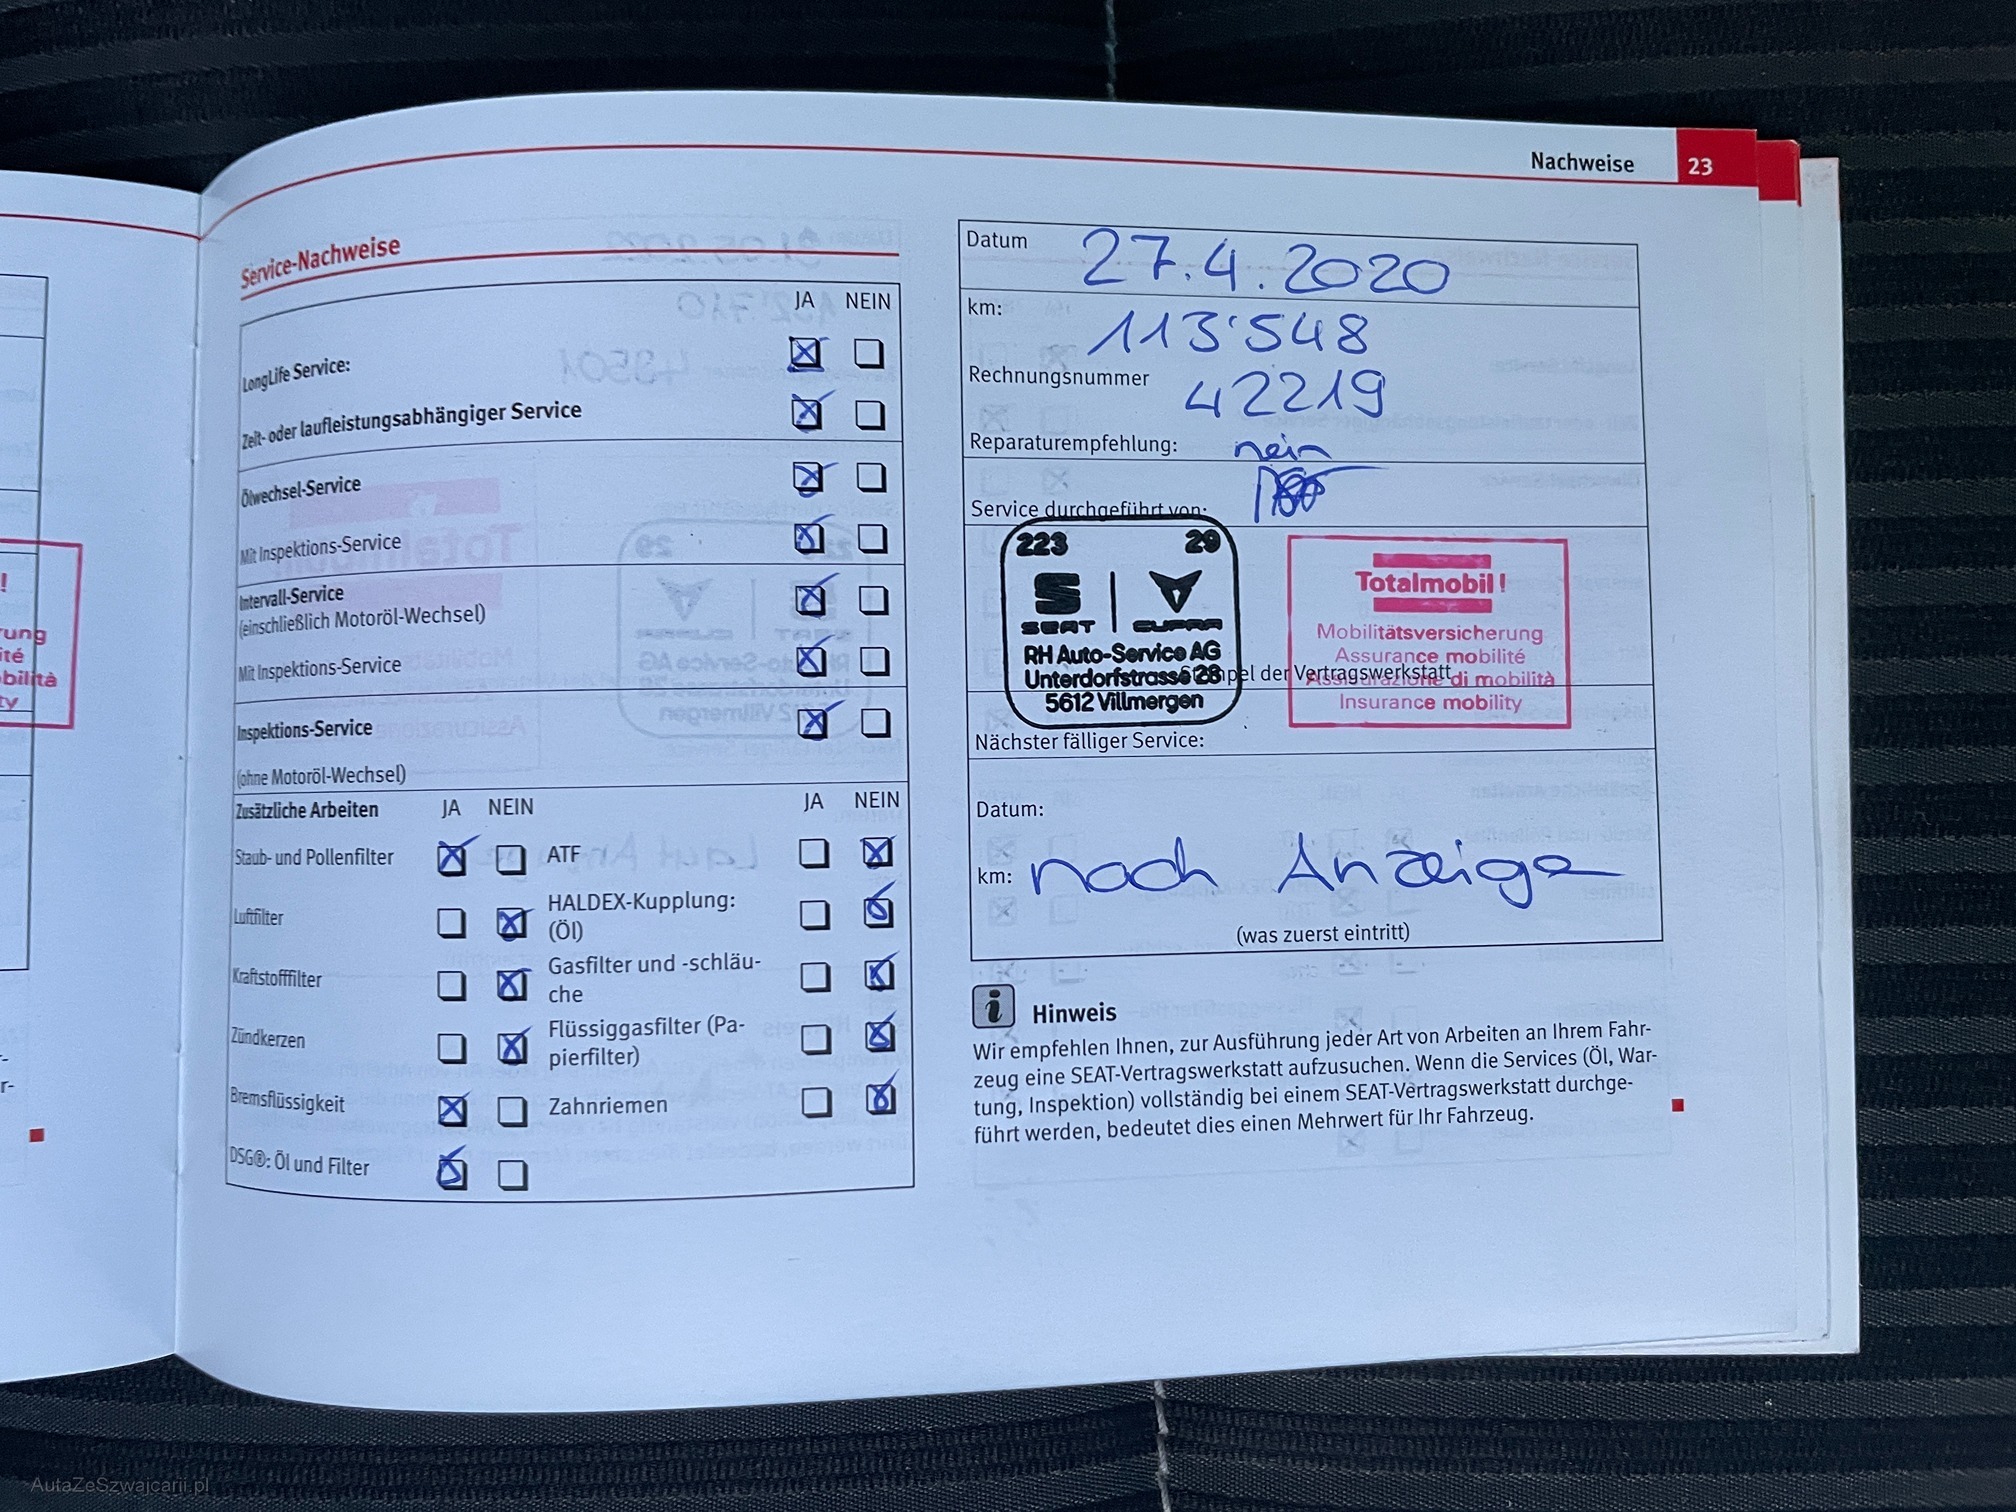 Nachweise 23
Service-Nachweise
JA NEIN
LongLife Service:
Zeit- oder laufleistungsabhängiger Service
Ölwechsel-Service
Mit Inspektions-Service
Intervall-Service
(einschließlich Motoröl-Wechsel)
Mit Inspektions-Service
Inspektions-Service
(ohne Motoröl-Wechsel)
Zusätzliche Arbeiten JA NEIN JA NEIN
Staub- und Pollenfilter ATF
Luftfilter HALDEX-Kupplung:
(Öl)
Kraftstofffilter Gasfilter und -schläu-
che
Zündkerzen Flüssiggasfilter (Pa-
pierfilter)
Bremsflüssigkeit Zahnriemen
DSG®: Öl und Filter
Datum 27.4.2020
km: 113'548
Rechnungsnummer 42219
Reparaturempfehlung: nein
Service durchgeführt von:
223 29
SEAT CUPRA
RH Auto-Service AG
Unterdorfstrasse 28
5612 Villmergen
Totalmobil!
Mobilitätsversicherung
Assurance mobilité
Assicurazione di mobilità
Insurance mobility
Stempel der Vertragswerkstatt
Nächster fälliger Service:
Datum:
km: nach Anzeige
(was zuerst eintritt)
i Hinweis
Wir empfehlen Ihnen, zur Ausführung jeder Art von Arbeiten an Ihrem Fahr-
zeug eine SEAT-Vertragswerkstatt aufzusuchen. Wenn die Services (Öl, War-
tung, Inspektion) vollständig bei einem SEAT-Vertragswerkstatt durchge-
führt werden, bedeutet dies einen Mehrwert für Ihr Fahrzeug.
AutaZeSzwajcarii.pl